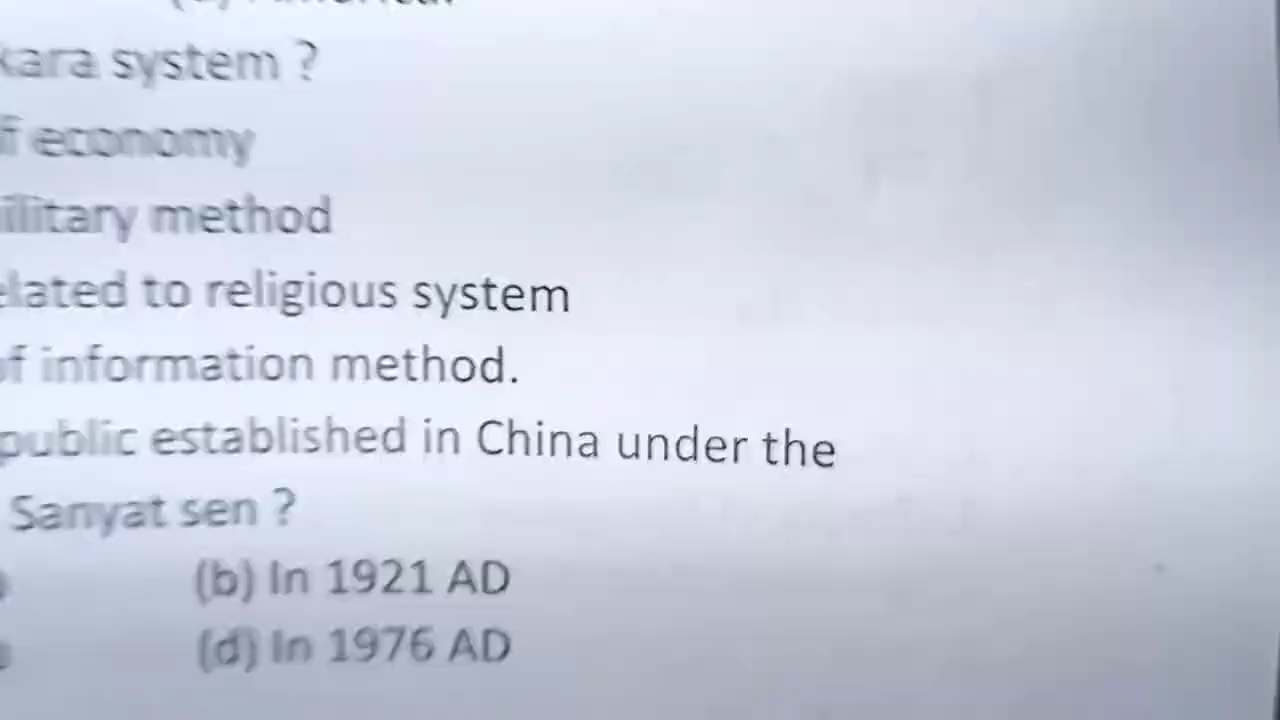 kara system ?
f economy
ilitary method
elated to religious system
of information method.
public established in China under the
Sanyat sen ?
(b) In 1921 AD
(d) In 1976 AD